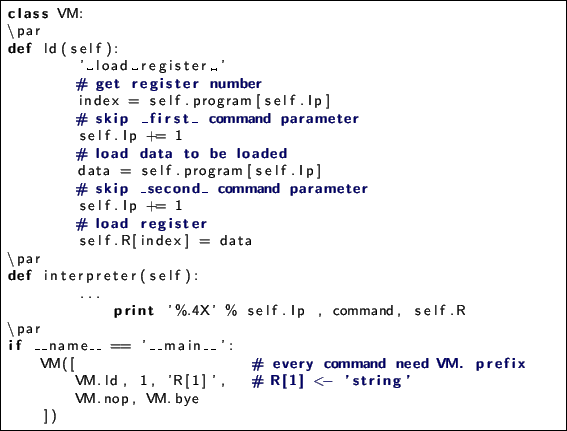 class VM:
\par
def ld(self):
        '␣load␣register␣'
        # get register number
        index = self.program[self.Ip]
        # skip _first_ command parameter
        self.Ip += 1
        # load data to be loaded
        data = self.program[self.Ip]
        # skip _second_ command parameter
        self.Ip += 1
        # load register
        self.R[index] = data
\par
def interpreter(self):
        ...
            print '%.4X' % self.Ip , command, self.R
\par
if __name__ == '__main__':
    VM([                    # every command need VM. prefix
        VM.ld, 1, 'R[1]',   # R[1] <- 'string'
        VM.nop, VM.bye
    ])